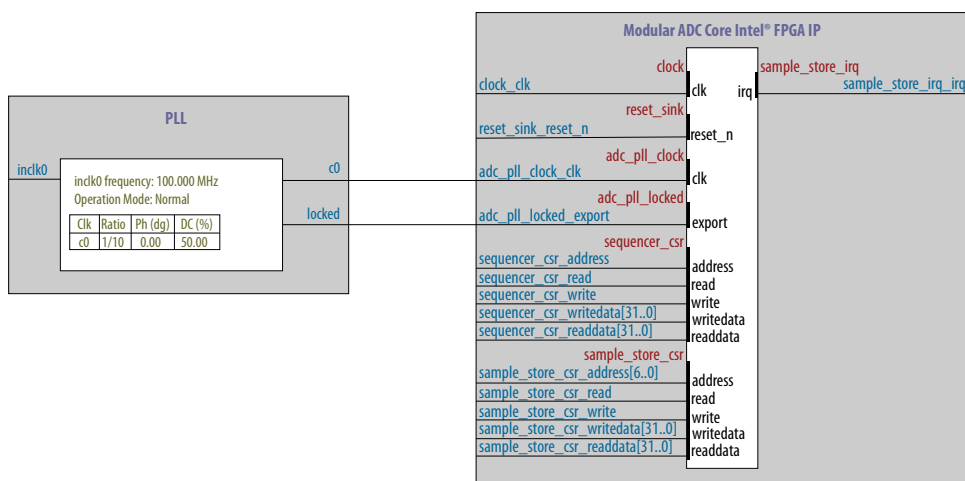 PLL
inclk0
inclk0 frequency: 100.000 MHz
Operation Mode: Normal
Clk Ratio Ph (dg) DC (%)
c0 1/10 0.00 50.00
c0
locked
Modular ADC Core Intel® FPGA IP
clock
clock_clk
clk
reset_sink
reset_sink_reset_n
reset_n
adc_pll_clock
adc_pll_clock_clk
clk
adc_pll_locked
adc_pll_locked_export
export
sequencer_csr
sequencer_csr_address
address
sequencer_csr_read
read
sequencer_csr_write
write
sequencer_csr_writedata[31..0]
writedata
sequencer_csr_readdata[31..0]
readdata
sample_store_csr
sample_store_csr_address[6..0]
address
sample_store_csr_read
read
sample_store_csr_write
write
sample_store_csr_writedata[31..0]
writedata
sample_store_csr_readdata[31..0]
readdata
sample_store_irq
irq
sample_store_irq_irq